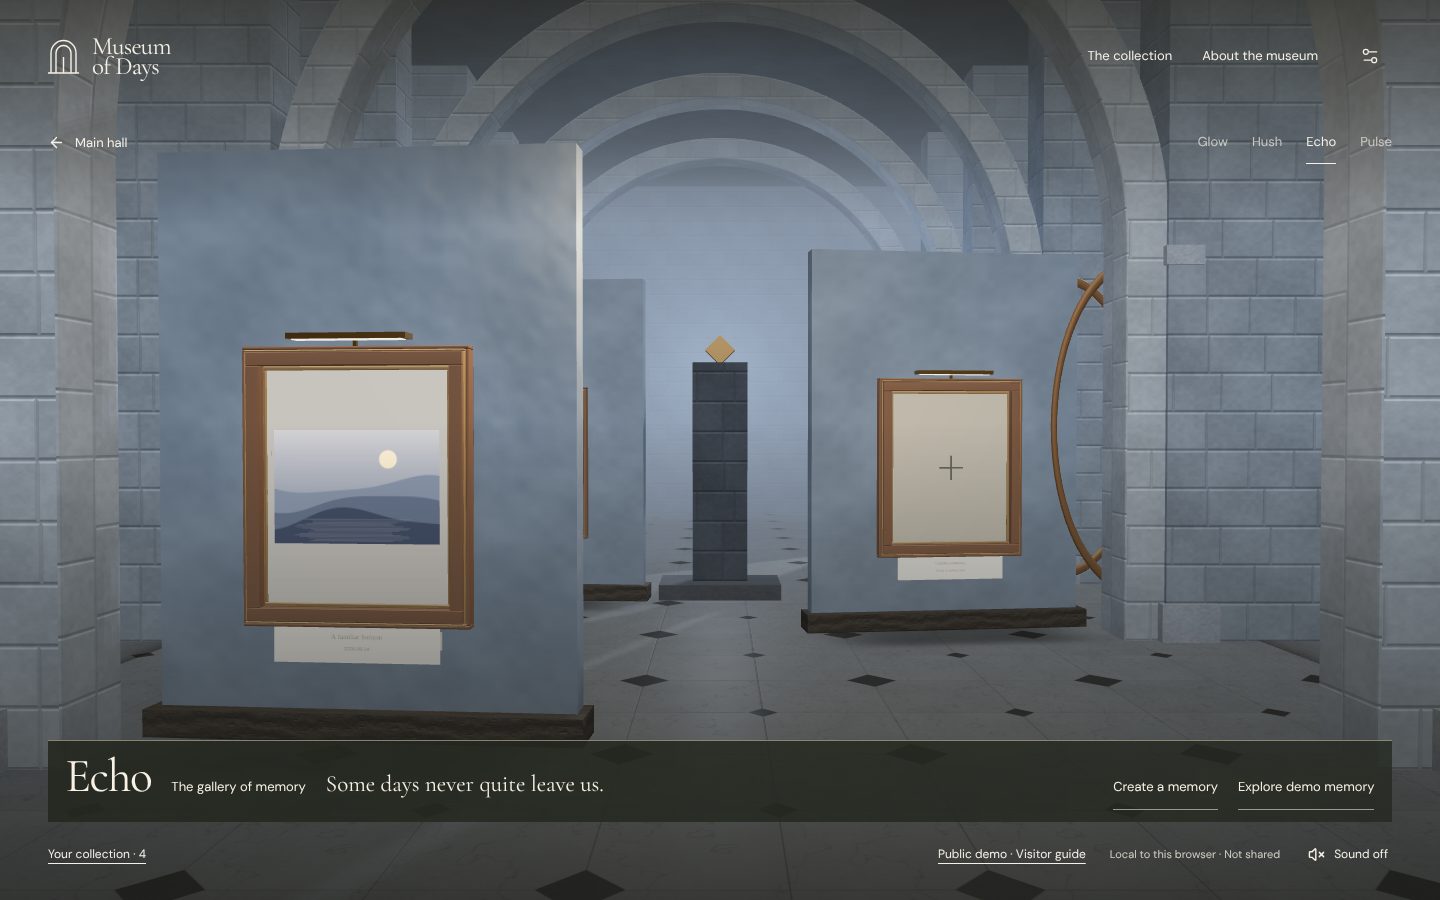 Museum
of Days
The collection
About the museum
Main hall
Glow
Hush
Echo
Pulse
A familiar horizon
Echo
The gallery of memory
Some days never quite leave us.
Create a memory
Explore demo memory
Your collection · 4
Public demo · Visitor guide
Local to this browser · Not shared
Sound off